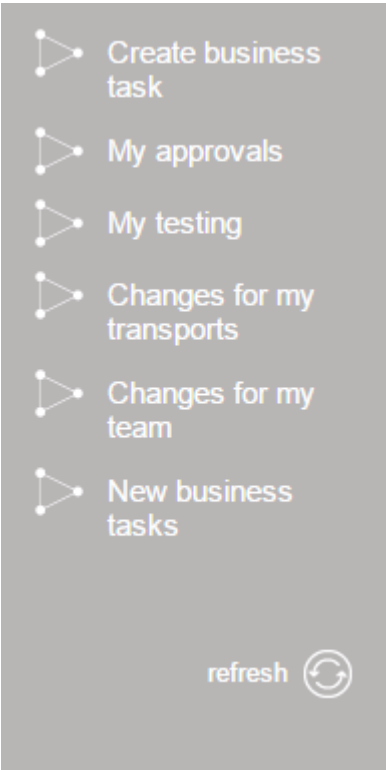 Create business
task
My approvals
My testing
Changes for my
transports
Changes for my
team
New business
tasks
refresh